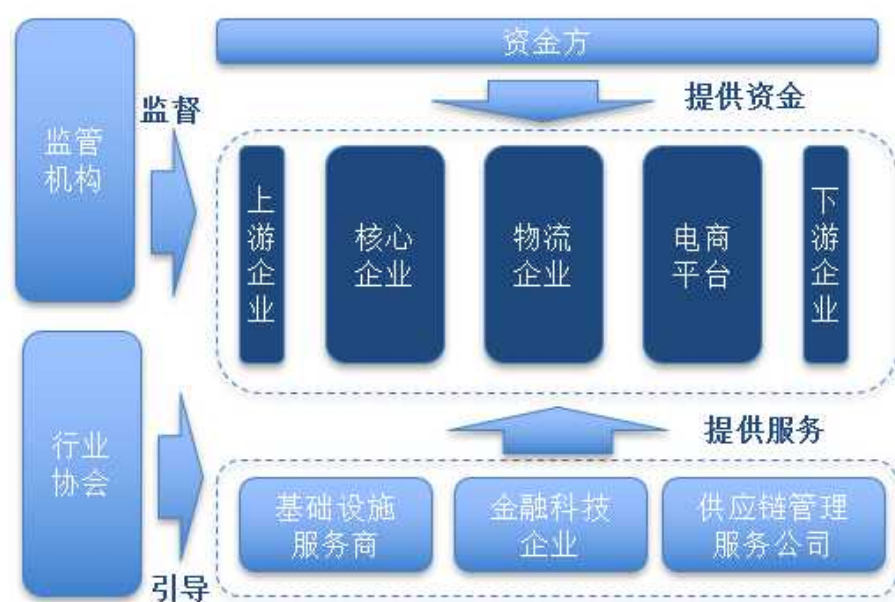 资金方
提供资金
监督
监管
机构
上
游
企
业
核心
企业
物流
企业
电商
平台
下
游
企
业
行业
协会
提供服务
基础设施
服务商
金融科技
企业
供应链管理
服务公司
引导